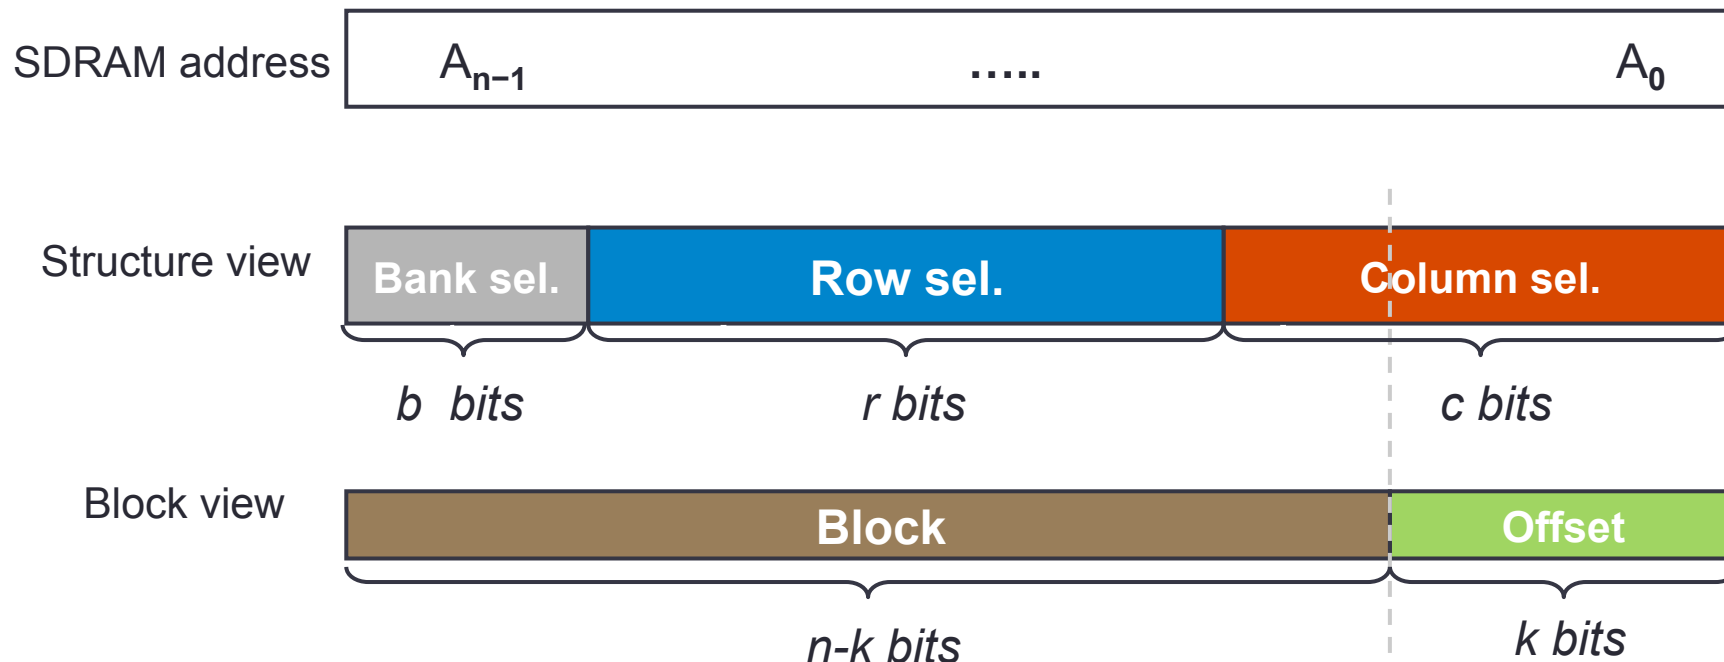 SDRAM address Aₙ₋₁ ..... A₀
Structure view Bank sel. Row sel. Column sel.
b bits r bits c bits
Block view Block Offset
n-k bits k bits